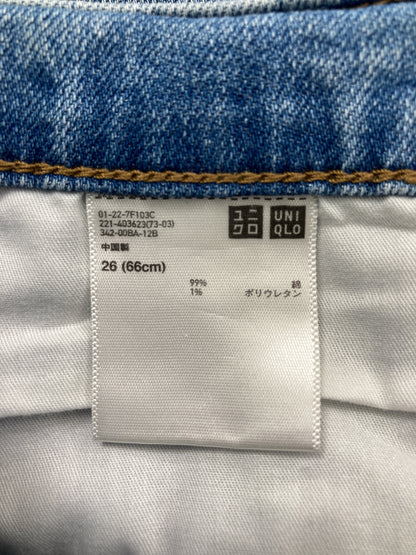 01-22-7F103C
221-403623(73-03)
342-00BA-12B
中国製
26 (66cm)
99% 綿
1% ポリウレタン
ユニ
クロ
UNI
QLO